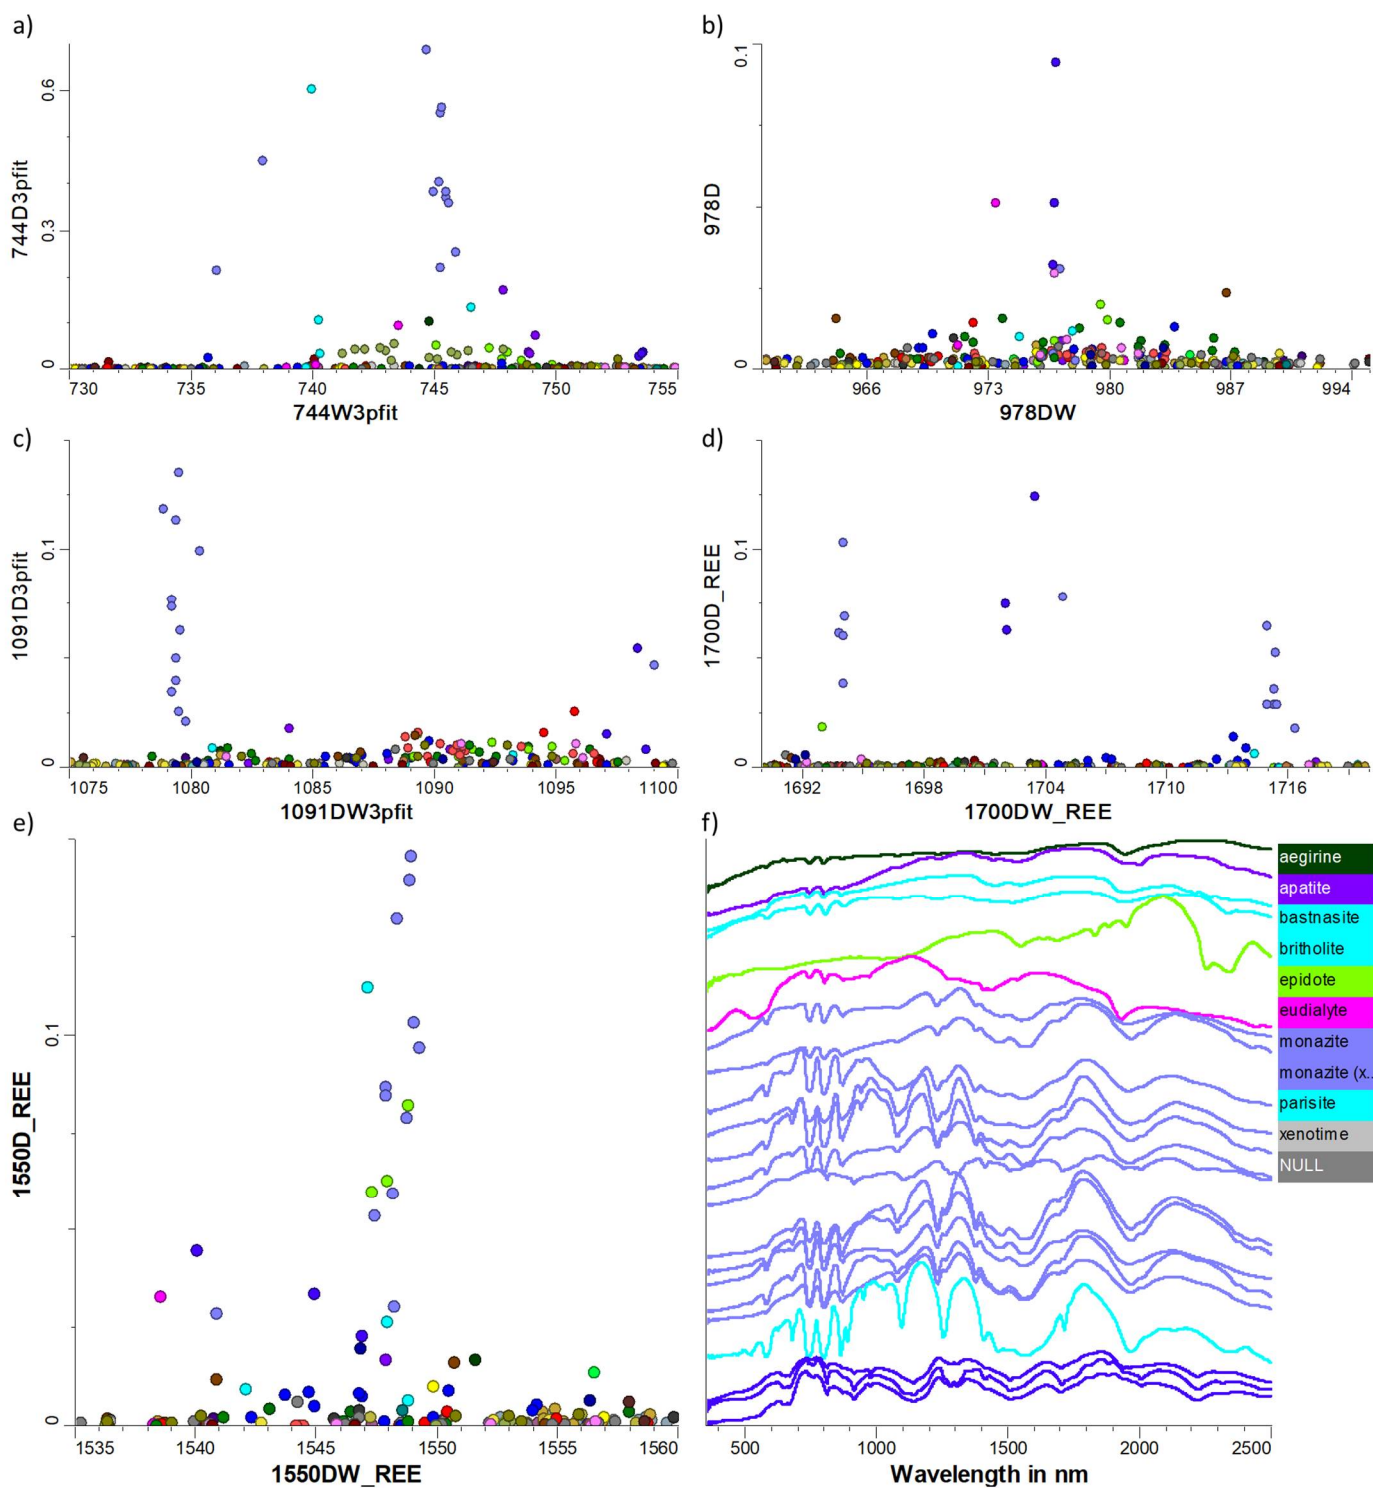 a)
0.6
0.3
0
744D3pfit
730 735 740 745 750 755
744W3pfit
b)
0.1
0
978D
966 973 980 987 994
978DW
c)
0.1
0
1091D3pfit
1075 1080 1085 1090 1095 1100
1091DW3pfit
d)
0.1
0
1700D_REE
1692 1698 1704 1710 1716
1700DW_REE
e)
0.1
0
1550D_REE
1535 1540 1545 1550 1555 1560
1550DW_REE
f)
aegirine
apatite
bastnasite
britholite
epidote
eudialyte
monazite
monazite (x..
parisite
xenotime
NULL
500 1000 1500 2000 2500
Wavelength in nm